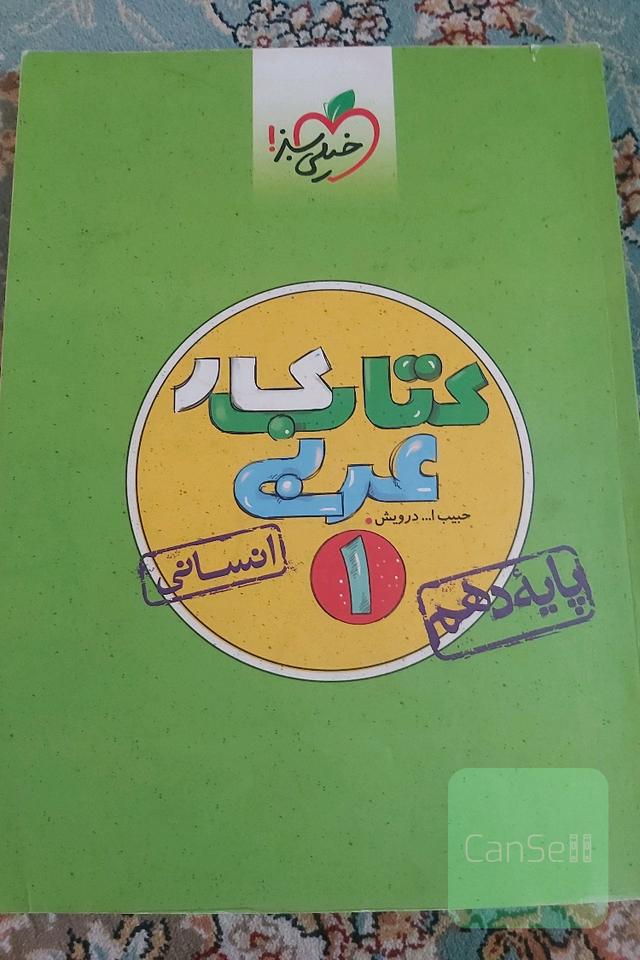 خیلی سبز!
کتاب کار
عربی
حبیب ا... درویش
۱
انسانی
پایهٔ دهم
CanSell